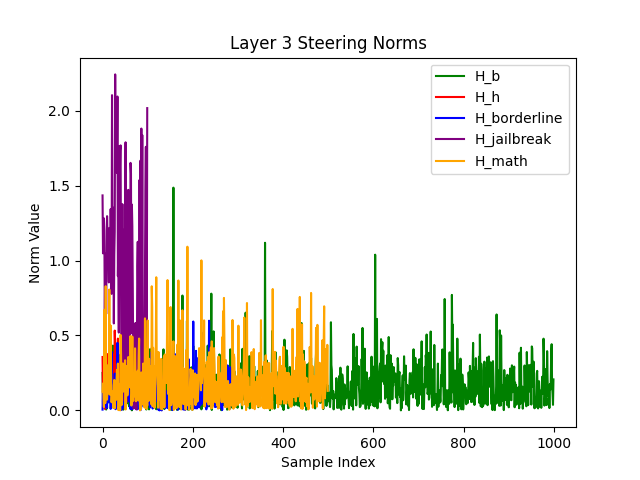 Layer 3 Steering Norms
H_b
H_h
H_borderline
H_jailbreak
H_math
Norm Value
2.0
1.5
1.0
0.5
0.0
0
200
400
600
800
1000
Sample Index